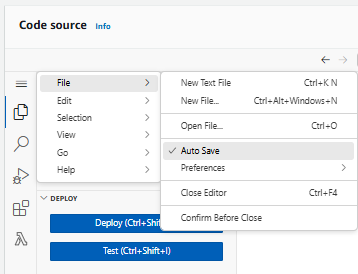 Code source Info
File
Edit
Selection
View
Go
Help
New Text File Ctrl+K N
New File... Ctrl+Alt+Windows+N
Open File... Ctrl+O
Auto Save
Preferences
Close Editor Ctrl+F4
Confirm Before Close
DEPLOY
Deploy (Ctrl+Shif
Test (Ctrl+Shift+I)